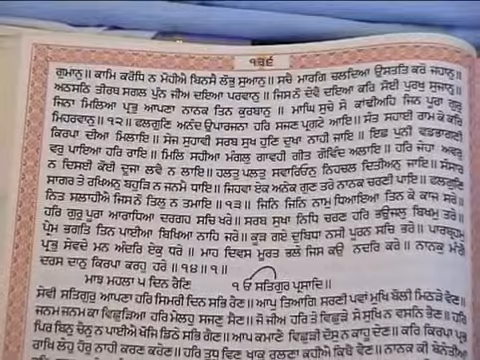 ੧੩੬
ਗੁਮਾਨੁ ॥ ਕਾਮਿ ਕਰੋਧਿ ਨ ਮੋਹੀਐ ਬਿਨਸੈ ਲੋਭੁ ਸੁਆਨੁ ॥ ਸਚੈ ਮਾਰਗਿ ਚਲਦਿਆ ਉਸਤਤਿ ਕਰੇ ਜਹਾਨੁ ॥
ਅਠਸਠਿ ਤੀਰਥ ਸਗਲ ਪੁੰਨ ਜੀਅ ਦਇਆ ਪਰਵਾਨੁ ॥ ਜਿਸ ਨੋ ਦੇਵੈ ਦਇਆ ਕਰਿ ਸੋਈ ਪੁਰਖੁ ਸੁਜਾਨੁ ॥
ਜਿਨਾ ਮਿਲਿਆ ਪ੍ਰਭੁ ਆਪਣਾ ਨਾਨਕ ਤਿਨ ਕੁਰਬਾਨੁ ॥ ਮਾਘਿ ਸੁਚੇ ਸੇ ਕਾਂਢੀਅਹਿ ਜਿਨ ਪੂਰਾ ਗੁਰੁ
ਮਿਹਰਵਾਨੁ ॥੧੨॥ ਫਲਗੁਣਿ ਅਨੰਦ ਉਪਾਰਜਨਾ ਹਰਿ ਸਜਣ ਪ੍ਰਗਟੇ ਆਇ ॥ ਸੰਤ ਸਹਾਈ ਰਾਮ ਕੇ ਕਰਿ
ਕਿਰਪਾ ਦੀਆ ਮਿਲਾਇ ॥ ਸੇਜ ਸੁਹਾਵੀ ਸਰਬ ਸੁਖ ਹੁਣਿ ਦੁਖਾ ਨਾਹੀ ਜਾਇ ॥ ਇਛ ਪੁਨੀ ਵਡਭਾਗਣੀ
ਵਰੁ ਪਾਇਆ ਹਰਿ ਰਾਇ ॥ ਮਿਲਿ ਸਹੀਆ ਮੰਗਲੁ ਗਾਵਹੀ ਗੀਤ ਗੋਵਿੰਦ ਅਲਾਇ ॥ ਹਰਿ ਜੇਹਾ ਅਵਰੁ
ਨ ਦਿਸਈ ਕੋਈ ਦੂਜਾ ਲਵੈ ਨ ਲਾਇ ॥ ਹਲਤੁ ਪਲਤੁ ਸਵਾਰਿਓਨੁ ਨਿਹਚਲ ਦਿਤੀਅਨੁ ਜਾਇ ॥ ਸੰਸਾਰ
ਸਾਗਰ ਤੇ ਰਖਿਅਨੁ ਬਹੁੜਿ ਨ ਜਨਮੈ ਧਾਇ ॥ ਜਿਹਵਾ ਏਕ ਅਨੇਕ ਗੁਣ ਤਰੇ ਨਾਨਕ ਚਰਣੀ ਪਾਇ ॥ ਫਲਗੁਣਿ
ਨਿਤ ਸਲਾਹੀਐ ਜਿਸ ਨੋ ਤਿਲੁ ਨ ਤਮਾਇ ॥੧੩॥ ਜਿਨਿ ਜਿਨਿ ਨਾਮੁ ਧਿਆਇਆ ਤਿਨ ਕੇ ਕਾਜ ਸਰੇ ॥
ਹਰਿ ਗੁਰੁ ਪੂਰਾ ਆਰਾਧਿਆ ਦਰਗਹ ਸਚਿ ਖਰੇ ॥ ਸਰਬ ਸੁਖਾ ਨਿਧਿ ਚਰਣ ਹਰਿ ਭਉਜਲੁ ਬਿਖਮੁ ਤਰੇ ॥
ਪ੍ਰੇਮ ਭਗਤਿ ਤਿਨ ਪਾਈਆ ਬਿਖਿਆ ਨਾਹਿ ਜਰੇ ॥ ਕੂੜ ਗਏ ਦੁਬਿਧਾ ਨਸੀ ਪੂਰਨ ਸਚਿ ਭਰੇ ॥ ਪਾਰਬ੍ਰਹਮੁ
ਪ੍ਰਭੁ ਸੇਵਦੇ ਮਨ ਅੰਦਰਿ ਏਕੁ ਧਰੇ ॥ ਮਾਹ ਦਿਵਸ ਮੂਰਤ ਭਲੇ ਜਿਸ ਕਉ ਨਦਰਿ ਕਰੇ ॥ ਨਾਨਕੁ ਮੰਗੈ
ਦਰਸ ਦਾਨੁ ਕਿਰਪਾ ਕਰਹੁ ਹਰੇ ॥੧੪॥੧॥
ਮਾਝ ਮਹਲਾ ੫ ਦਿਨ ਰੈਣਿ ੴ ਸਤਿਗੁਰ ਪ੍ਰਸਾਦਿ ॥
ਸੇਵੀ ਸਤਿਗੁਰੁ ਆਪਣਾ ਹਰਿ ਸਿਮਰੀ ਦਿਨ ਸਭਿ ਰੈਣ ॥ ਆਪੁ ਤਿਆਗਿ ਸਰਣੀ ਪਵਾਂ ਮੁਖਿ ਬੋਲੀ ਮਿਠੜੇ ਵੈਣ ॥
ਜਨਮ ਜਨਮ ਕਾ ਵਿਛੁੜਿਆ ਹਰਿ ਮੇਲਹੁ ਸਜਣੁ ਸੈਣ ॥ ਜੋ ਜੀਅ ਹਰਿ ਤੇ ਵਿਛੁੜੇ ਸੇ ਸੁਖਿ ਨ ਵਸਨਿ ਭੈਣ ॥ ਹਰਿ
ਪਿਰ ਬਿਨੁ ਚੈਨੁ ਨ ਪਾਈਐ ਖੋਜਿ ਡਿਠੇ ਸਭਿ ਗੈਣ ॥ ਆਪ ਕਮਾਣੈ ਵਿਛੁੜੀ ਦੋਸੁ ਨ ਕਾਹੂ ਦੇਣ ॥ ਕਰਿ ਕਿਰਪਾ ਪ੍ਰਭ
ਰਾਖਿ ਲੇਹੁ ਹੋਰੁ ਨਾਹੀ ਕਰਣ ਕਰੇਣ ॥ ਹਰਿ ਤੁਧ ਵਿਣੁ ਖਾਕੂ ਰੂਲਣਾ ਕਹੀਐ ਕਿਥੈ ਵੈਣ ॥ ਨਾਨਕ ਕੀ ਬੇਨੰਤੀਆ